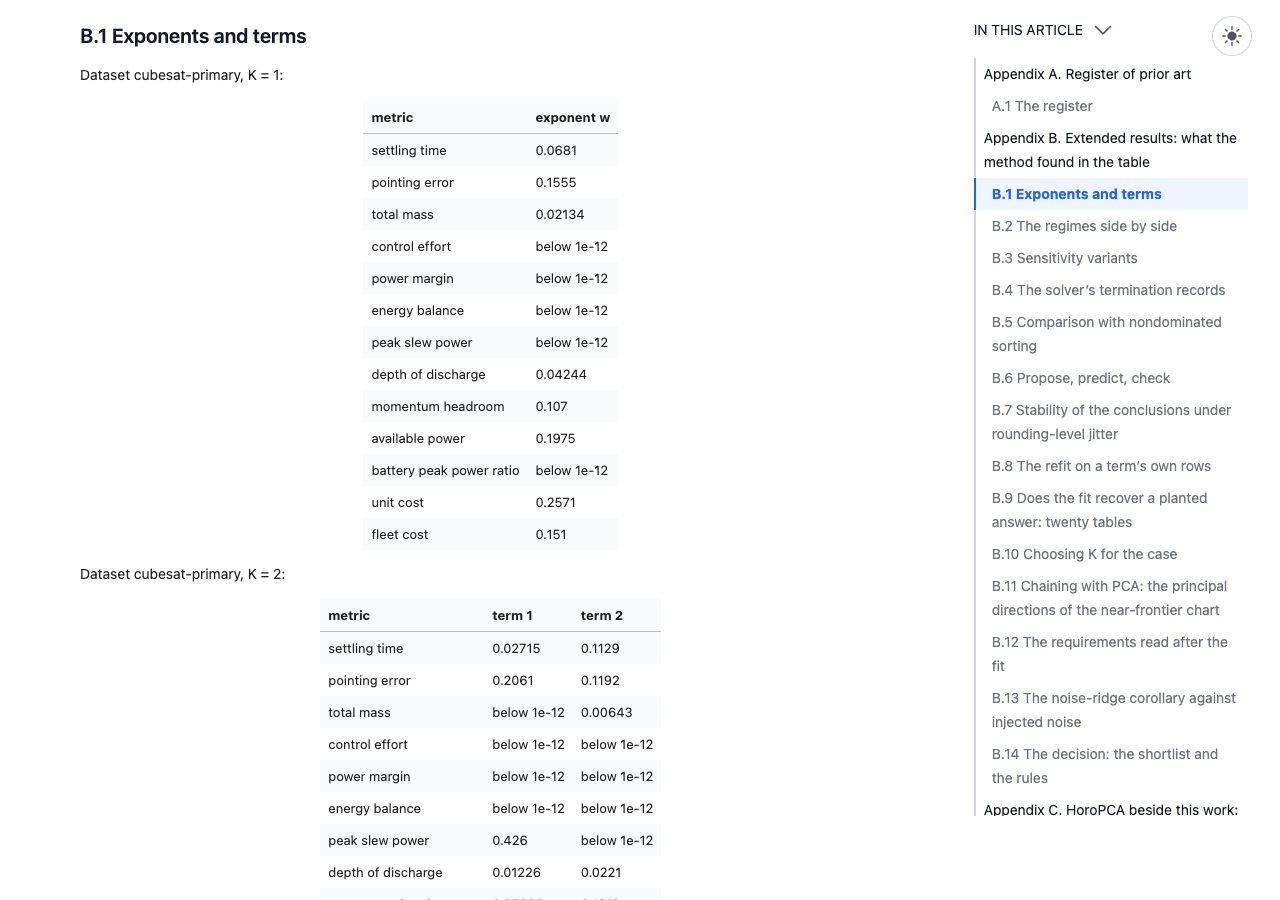 B.1 Exponents and terms
Dataset cubesat-primary, K = 1:
metric exponent w
settling time 0.0681
pointing error 0.1555
total mass 0.02134
control effort below 1e-12
power margin below 1e-12
energy balance below 1e-12
peak slew power below 1e-12
depth of discharge 0.04244
momentum headroom 0.107
available power 0.1975
battery peak power ratio below 1e-12
unit cost 0.2571
fleet cost 0.151
Dataset cubesat-primary, K = 2:
metric term 1 term 2
settling time 0.02715 0.1129
pointing error 0.2061 0.1192
total mass below 1e-12 0.00643
control effort below 1e-12 below 1e-12
power margin below 1e-12 below 1e-12
energy balance below 1e-12 below 1e-12
peak slew power 0.426 below 1e-12
depth of discharge 0.01226 0.0221
IN THIS ARTICLE
Appendix A. Register of prior art
A.1 The register
Appendix B. Extended results: what the
method found in the table
B.1 Exponents and terms
B.2 The regimes side by side
B.3 Sensitivity variants
B.4 The solver’s termination records
B.5 Comparison with nondominated
sorting
B.6 Propose, predict, check
B.7 Stability of the conclusions under
rounding-level jitter
B.8 The refit on a term’s own rows
B.9 Does the fit recover a planted
answer: twenty tables
B.10 Choosing K for the case
B.11 Chaining with PCA: the principal
directions of the near-frontier chart
B.12 The requirements read after the
fit
B.13 The noise-ridge corollary against
injected noise
B.14 The decision: the shortlist and
the rules
Appendix C. HoroPCA beside this work: